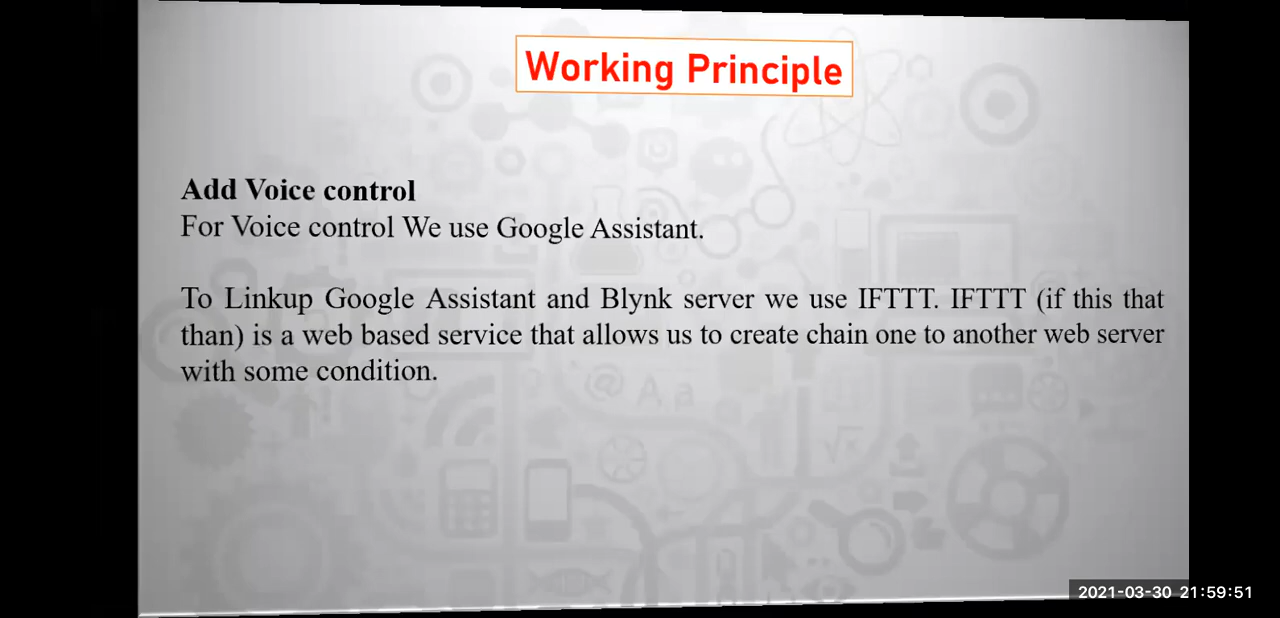 Working Principle
Add Voice control
For Voice control We use Google Assistant.
To Linkup Google Assistant and Blynk server we use IFTTT. IFTTT (if this that
than) is a web based service that allows us to create chain one to another web server
with some condition.
2021-03-30 21:59:51